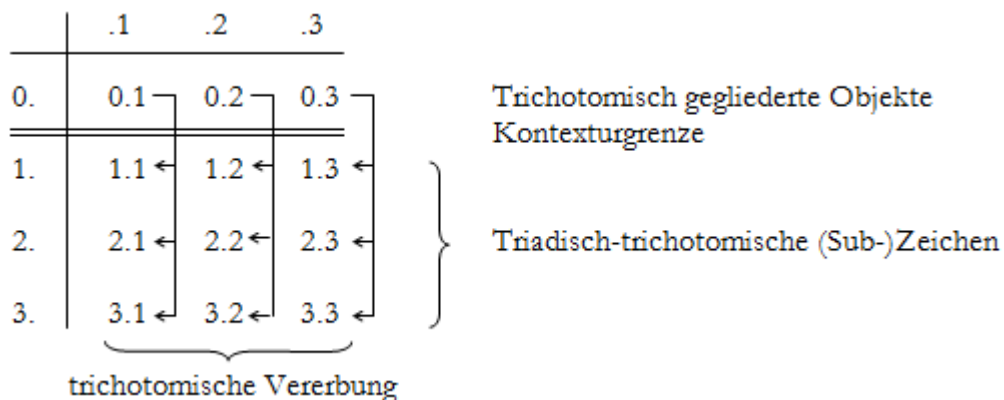 .1 .2 .3
0. 0.1 0.2 0.3 Trichotomisch gegliederte Objekte
Kontexturgrenze
1. 1.1 1.2 1.3
2. 2.1 2.2 2.3 Triadisch-trichotomische (Sub-)Zeichen
3. 3.1 3.2 3.3
trichotomische Vererbung